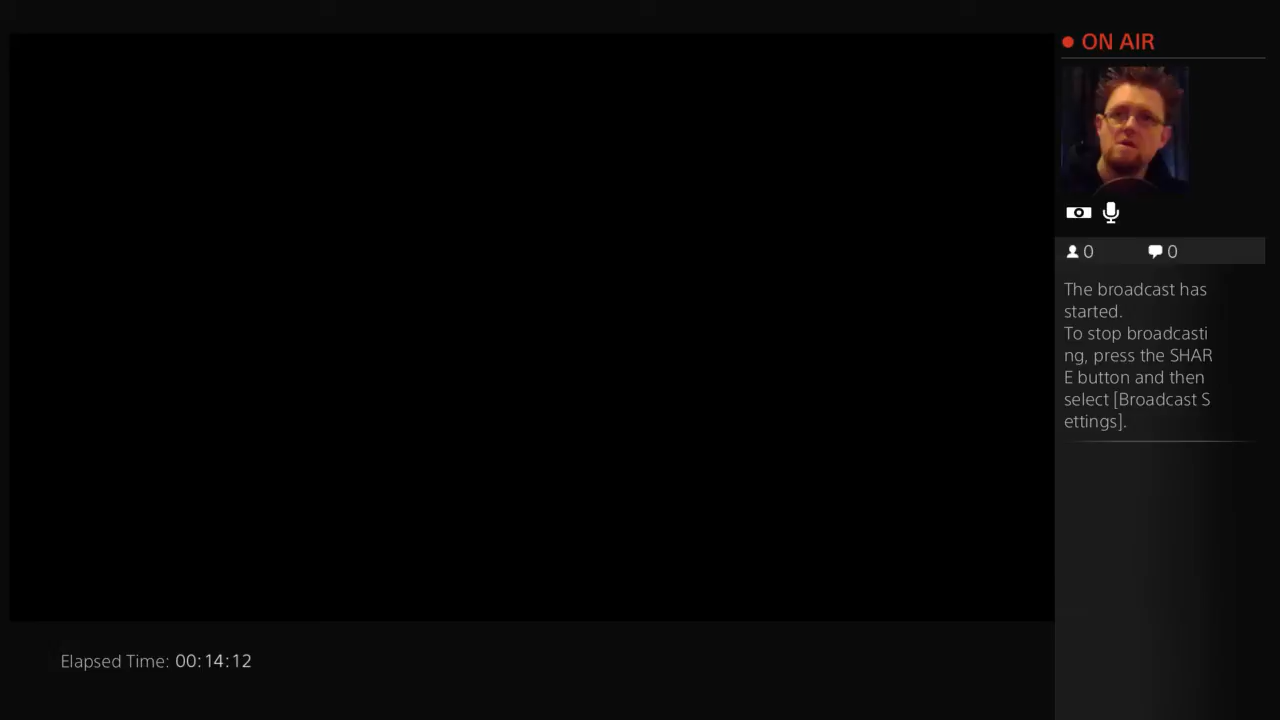 ON AIR
0 0
The broadcast has
started.
To stop broadcasti
ng, press the SHAR
E button and then
select [Broadcast S
ettings].
Elapsed Time: 00:14:12